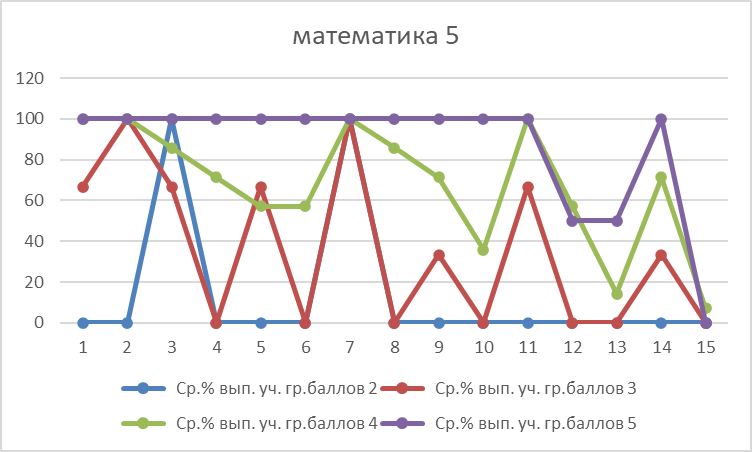 математика 5
120
100
80
60
40
20
0
1 2 3 4 5 6 7 8 9 10 11 12 13 14 15
Ср.% вып. уч. гр.баллов 2 Ср.% вып. уч. гр.баллов 3
Ср.% вып. уч. гр.баллов 4 Ср.% вып. уч. гр.баллов 5